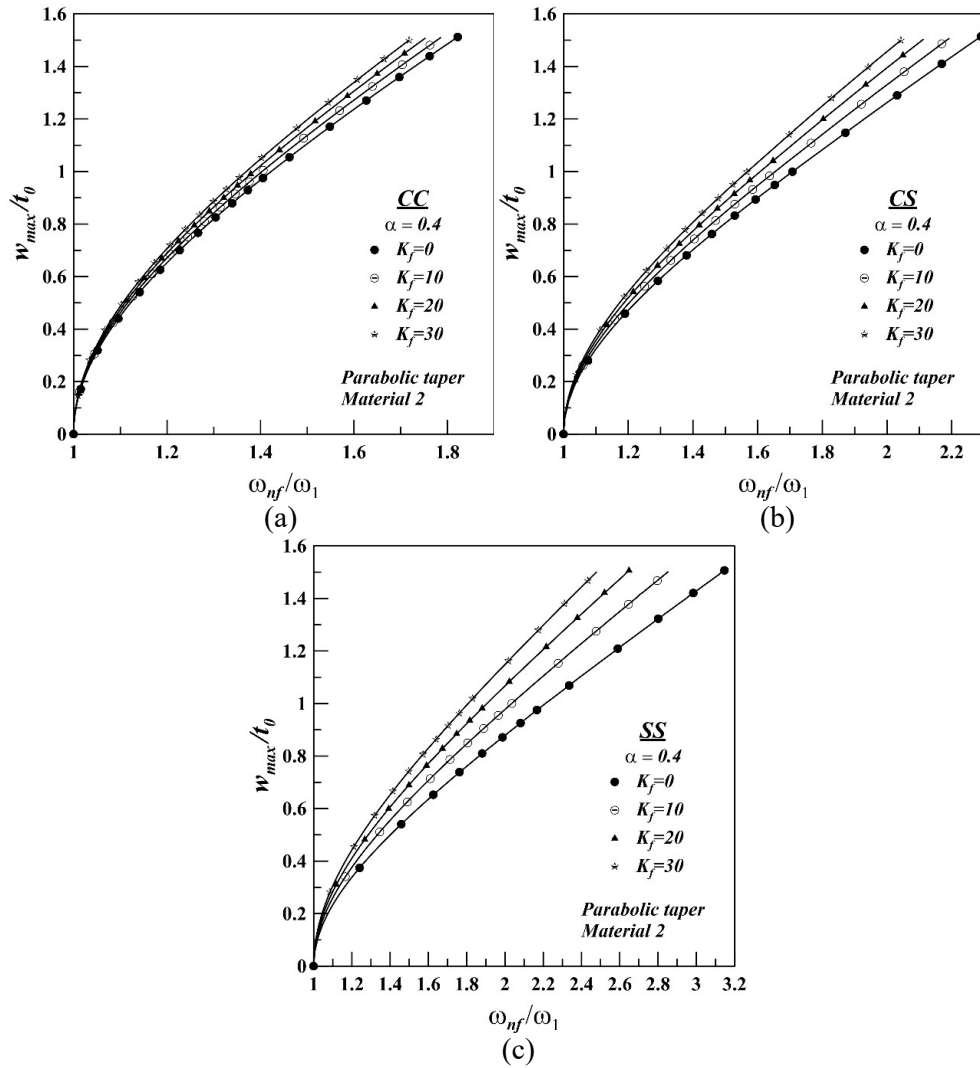 1.6
1.4
1.2
1
0.8
0.6
0.4
0.2
0
w_max/t_0
CC
α = 0.4
K_f=0
K_f=10
K_f=20
K_f=30
Parabolic taper
Material 2
1 1.2 1.4 1.6 1.8
ω_nf/ω_1
(a)
1.6
1.4
1.2
1
0.8
0.6
0.4
0.2
0
w_max/t_0
CS
α = 0.4
K_f=0
K_f=10
K_f=20
K_f=30
Parabolic taper
Material 2
1 1.2 1.4 1.6 1.8 2 2.2
ω_nf/ω_1
(b)
1.6
1.4
1.2
1
0.8
0.6
0.4
0.2
0
w_max/t_0
SS
α = 0.4
K_f=0
K_f=10
K_f=20
K_f=30
Parabolic taper
Material 2
1 1.2 1.4 1.6 1.8 2 2.2 2.4 2.6 2.8 3 3.2
ω_nf/ω_1
(c)